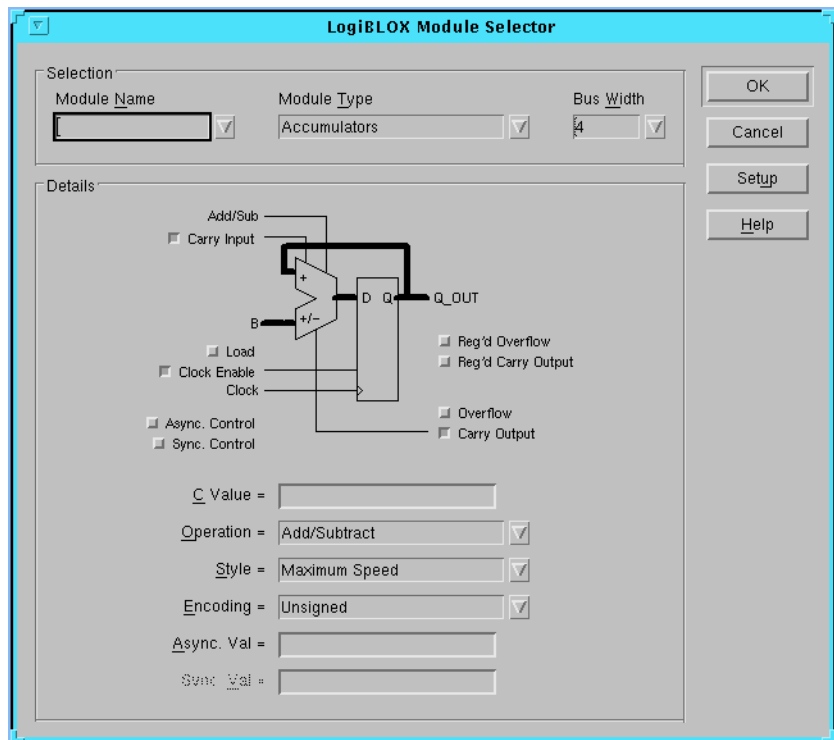 LogiBLOX Module Selector
Selection
Module Name
Module Type
Bus Width
Accumulators
4
OK
Cancel
Setup
Help
Details
Add/Sub
Carry Input
+
D Q
Q_OUT
B
+/−
Load
Reg'd Overflow
Reg'd Carry Output
Clock Enable
Clock
Overflow
Async. Control
Carry Output
Sync. Control
C Value =
Operation = Add/Subtract
Style = Maximum Speed
Encoding = Unsigned
Async. Val =
Sync. Val =